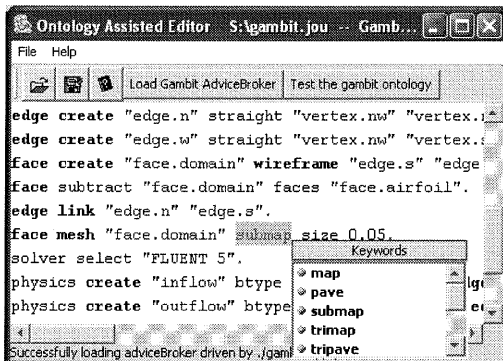 Ontology Assisted Editor S:\gambit.jou -- Gamb...
File Help
Load Gambit AdviceBroker Test the gambit ontology
edge create "edge.n" straight "vertex.nw" "vertex.
edge create "edge.w" straight "vertex.nw" "vertex.
face create "face.domain" wireframe "edge.s" "edge
face subtract "face.domain" faces "face.airfoil".
edge link "edge.n" "edge.s".
face mesh "face.domain" submap size 0.05.
solver select "FLUENT 5".
Keywords
physics create "inflow" btype
map
pave
physics create "outflow" btype
submap
trimap
Successfully loading adviceBroker driven by ./gambi
tripave